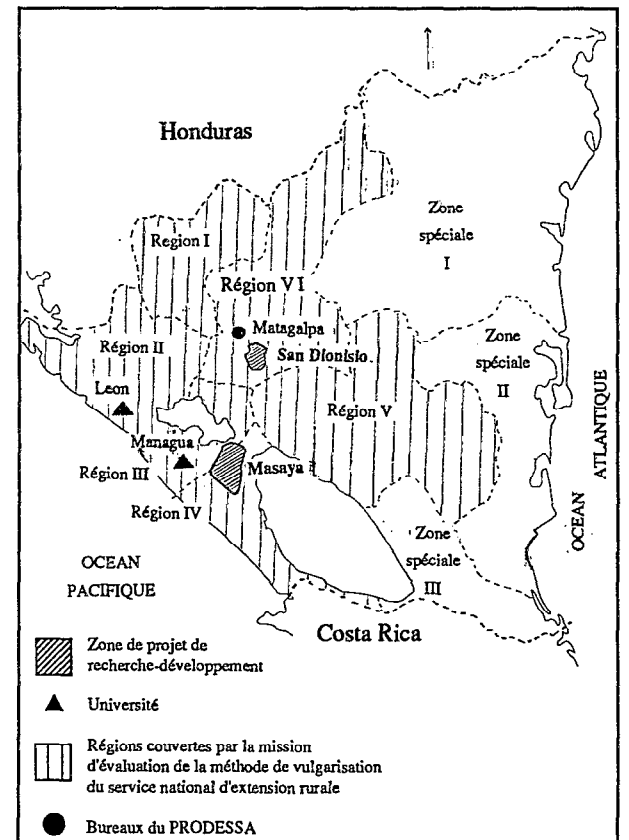 Honduras
Zone
spéciale
I
Region I
Région VI
Matagalpa
Zone
spéciale
II
Région II
San Dionisio
Leon
Région V
OCEAN ATLANTIQUE
Managua
Masaya
Région III
Région IV
Zone
spéciale
III
OCEAN
PACIFIQUE
Costa Rica
Zone de projet de
recherche-développement
Université
Régions couvertes par la mission
d'évaluation de la méthode de vulgarisation
du service national d'extension rurale
Bureaux du PRODESSA